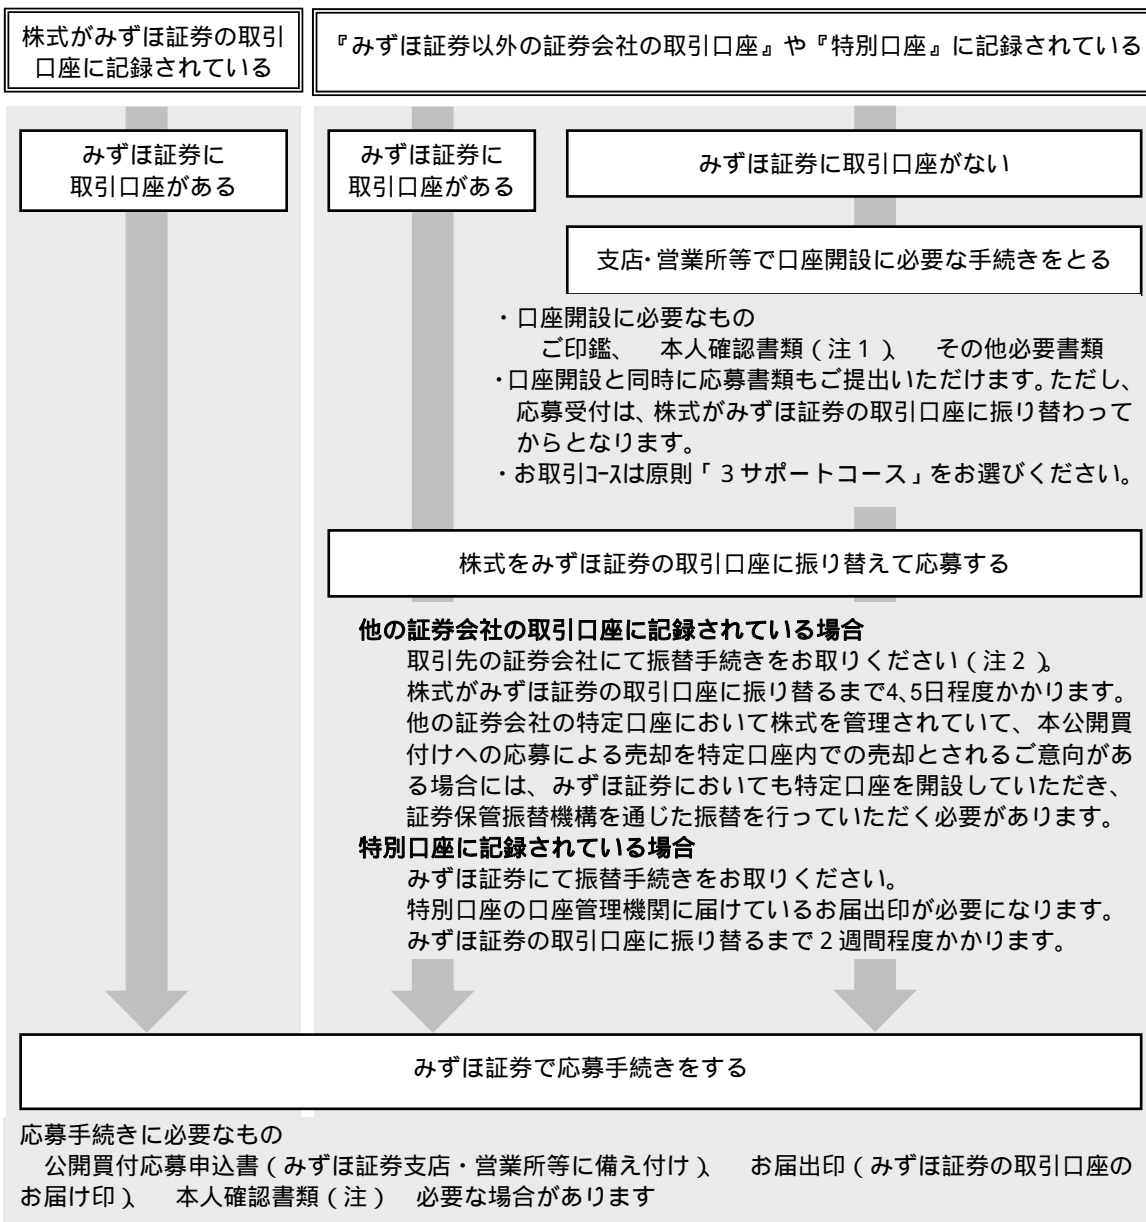 株式がみずほ証券の取引
口座に記録されている
『みずほ証券以外の証券会社の取引口座』や『特別口座』に記録されている
みずほ証券に
取引口座がある
みずほ証券に
取引口座がある
みずほ証券に取引口座がない
支店・営業所等で口座開設に必要な手続きをとる
・口座開設に必要なもの
ご印鑑、 本人確認書類(注1)、 その他必要書類
・口座開設と同時に応募書類もご提出いただけます。ただし、
応募受付は、株式がみずほ証券の取引口座に振り替わって
からとなります。
・お取引コースは原則「3サポートコース」をお選びください。
株式をみずほ証券の取引口座に振り替えて応募する
他の証券会社の取引口座に記録されている場合
取引先の証券会社にて振替手続きをお取りください(注2)。
株式がみずほ証券の取引口座に振り替るまで4、5日程度かかります。
他の証券会社の特定口座において株式を管理されていて、本公開買
付けへの応募による売却を特定口座内での売却とされるご意向があ
る場合には、みずほ証券においても特定口座を開設していただき、
証券保管振替機構を通じた振替を行っていただく必要があります。
特別口座に記録されている場合
みずほ証券にて振替手続きをお取りください。
特別口座の口座管理機関に届けているお届出印が必要になります。
みずほ証券の取引口座に振り替るまで2週間程度かかります。
みずほ証券で応募手続きをする
応募手続きに必要なもの
公開買付応募申込書(みずほ証券支店・営業所等に備え付け)、 お届出印(みずほ証券の取引口座の
お届け印)、 本人確認書類(注) 必要な場合があります